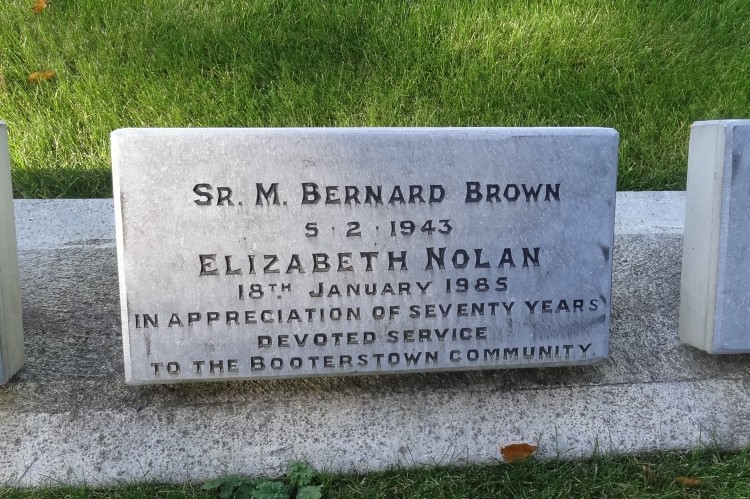 Sr. M. Bernard Brown
5·2·1943
Elizabeth Nolan
18TH January 1985
In appreciation of seventy years
devoted service
to the Booterstown community